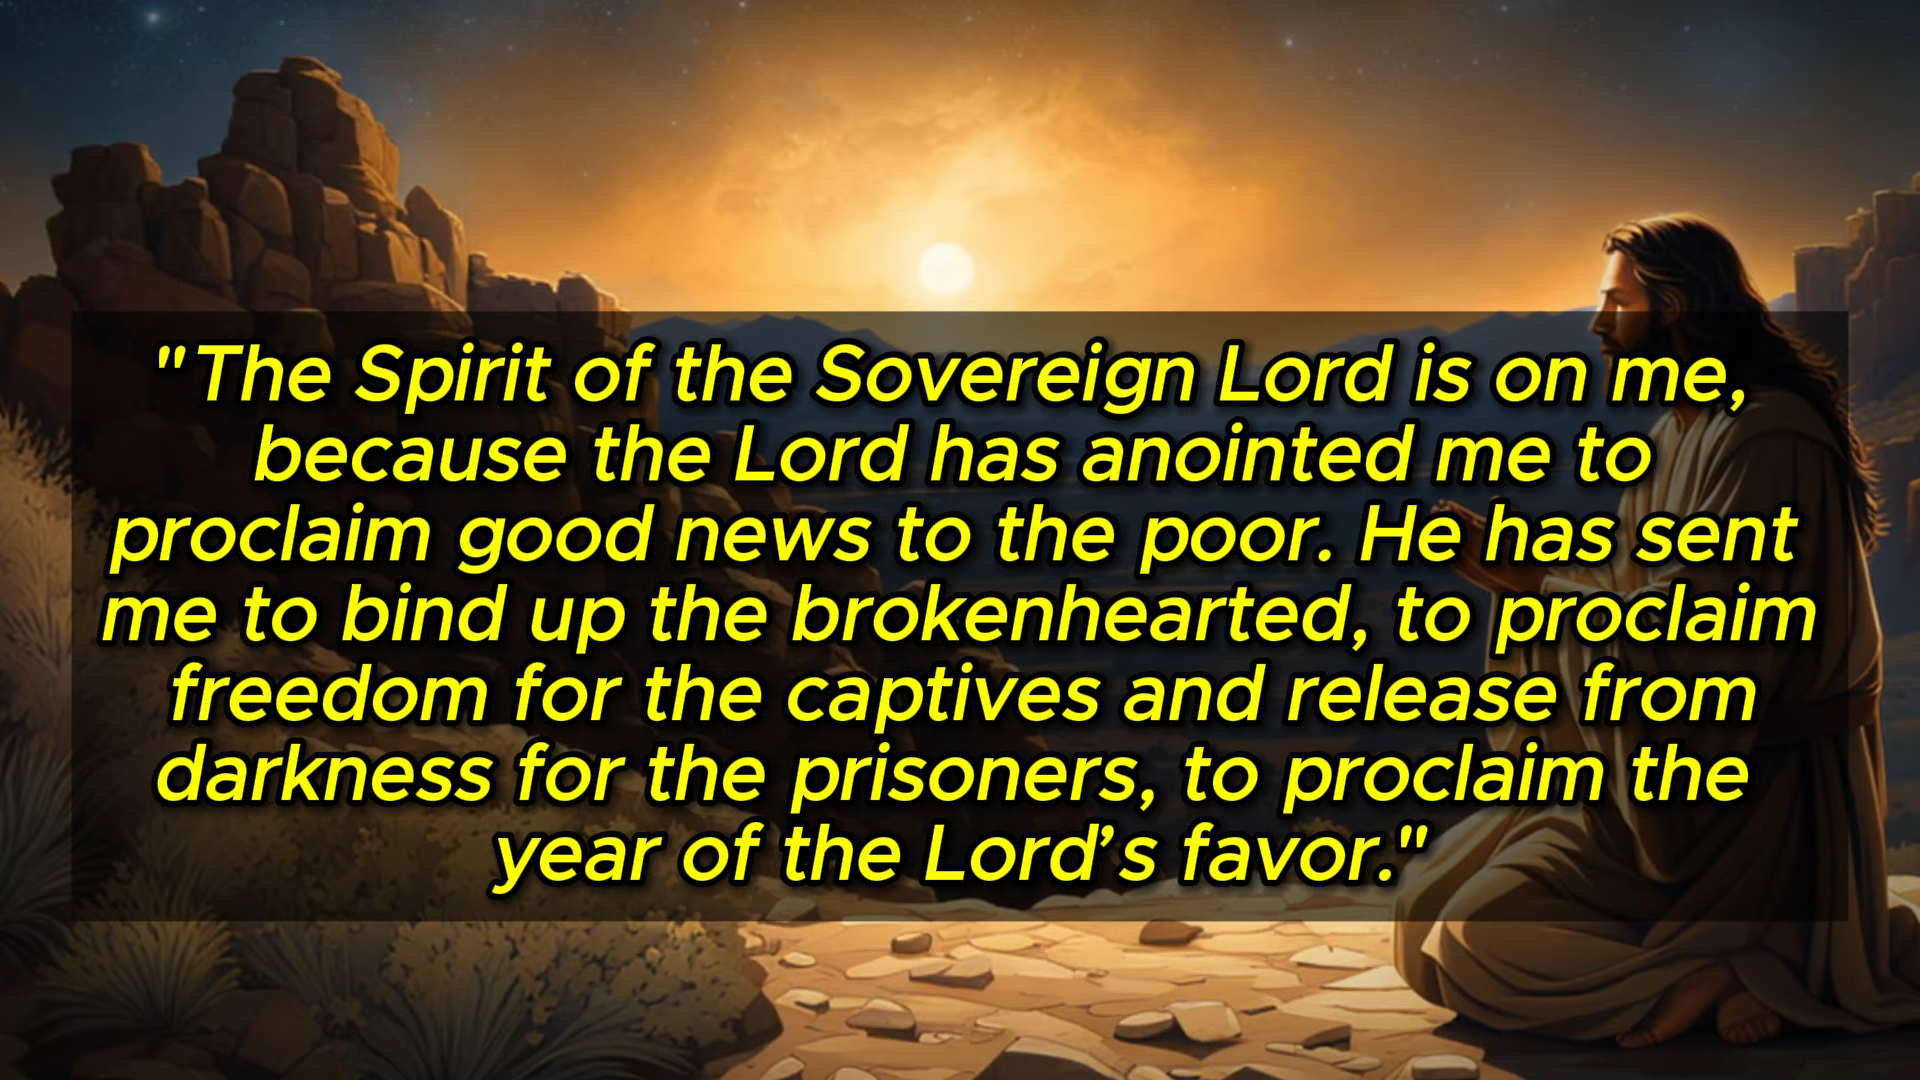 "The Spirit of the Sovereign Lord is on me,
because the Lord has anointed me to
proclaim good news to the poor. He has sent
me to bind up the brokenhearted, to proclaim
freedom for the captives and release from
darkness for the prisoners, to proclaim the
year of the Lord’s favor."